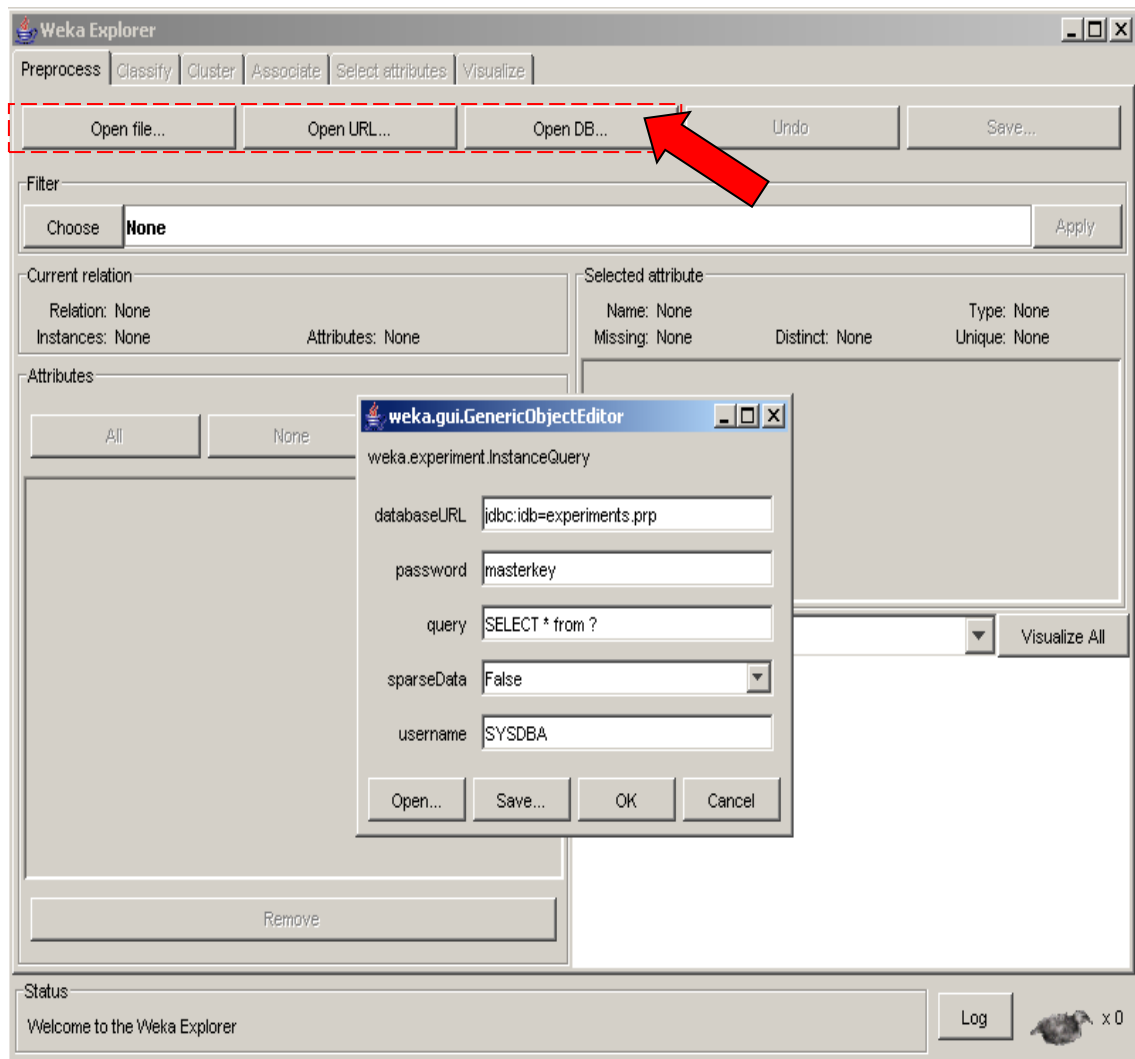 Weka Explorer
Preprocess Classify Cluster Associate Select attributes Visualize
Open file... Open URL... Open DB... Undo Save...
Filter
Choose None Apply
Current relation
Relation: None
Instances: None Attributes: None
Selected attribute
Name: None Type: None
Missing: None Distinct: None Unique: None
Attributes
All None
weka.gui.GenericObjectEditor
weka.experiment.InstanceQuery
databaseURL jdbc:idb=experiments.prp
password masterkey
query SELECT * from ?
sparseData False
username SYSDBA
Open... Save... OK Cancel
Visualize All
Remove
Status
Welcome to the Weka Explorer
Log x 0